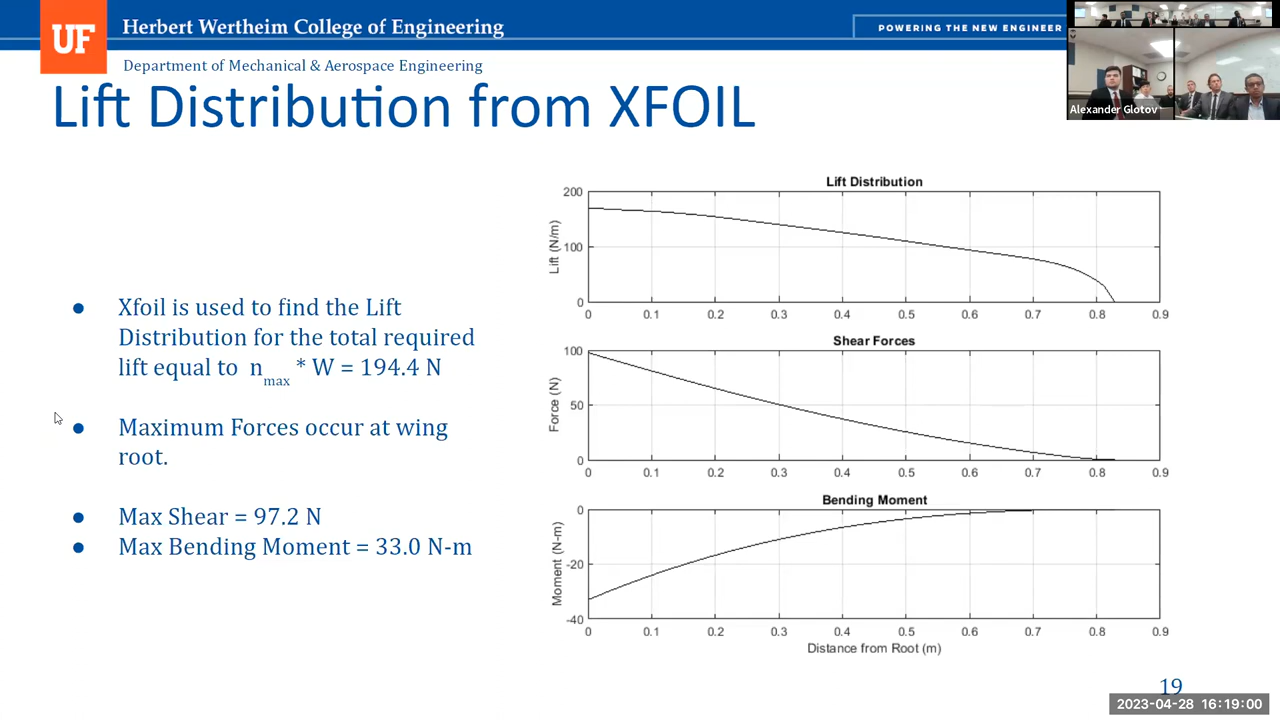 UF
Herbert Wertheim College of Engineering
POWERING THE NEW ENGINEER
Department of Mechanical & Aerospace Engineering
Lift Distribution from XFOIL
Alexander Glotov
● Xfoil is used to find the Lift
Distribution for the total required
lift equal to n_max * W = 194.4 N
● Maximum Forces occur at wing
root.
● Max Shear = 97.2 N
● Max Bending Moment = 33.0 N-m
Lift Distribution
Lift (N/m)
200
100
0
0 0.1 0.2 0.3 0.4 0.5 0.6 0.7 0.8 0.9
Shear Forces
Force (N)
100
50
0
0 0.1 0.2 0.3 0.4 0.5 0.6 0.7 0.8 0.9
Bending Moment
Moment (N-m)
0
-20
-40
0 0.1 0.2 0.3 0.4 0.5 0.6 0.7 0.8 0.9
Distance from Root (m)
19
2023-04-28 16:19:00